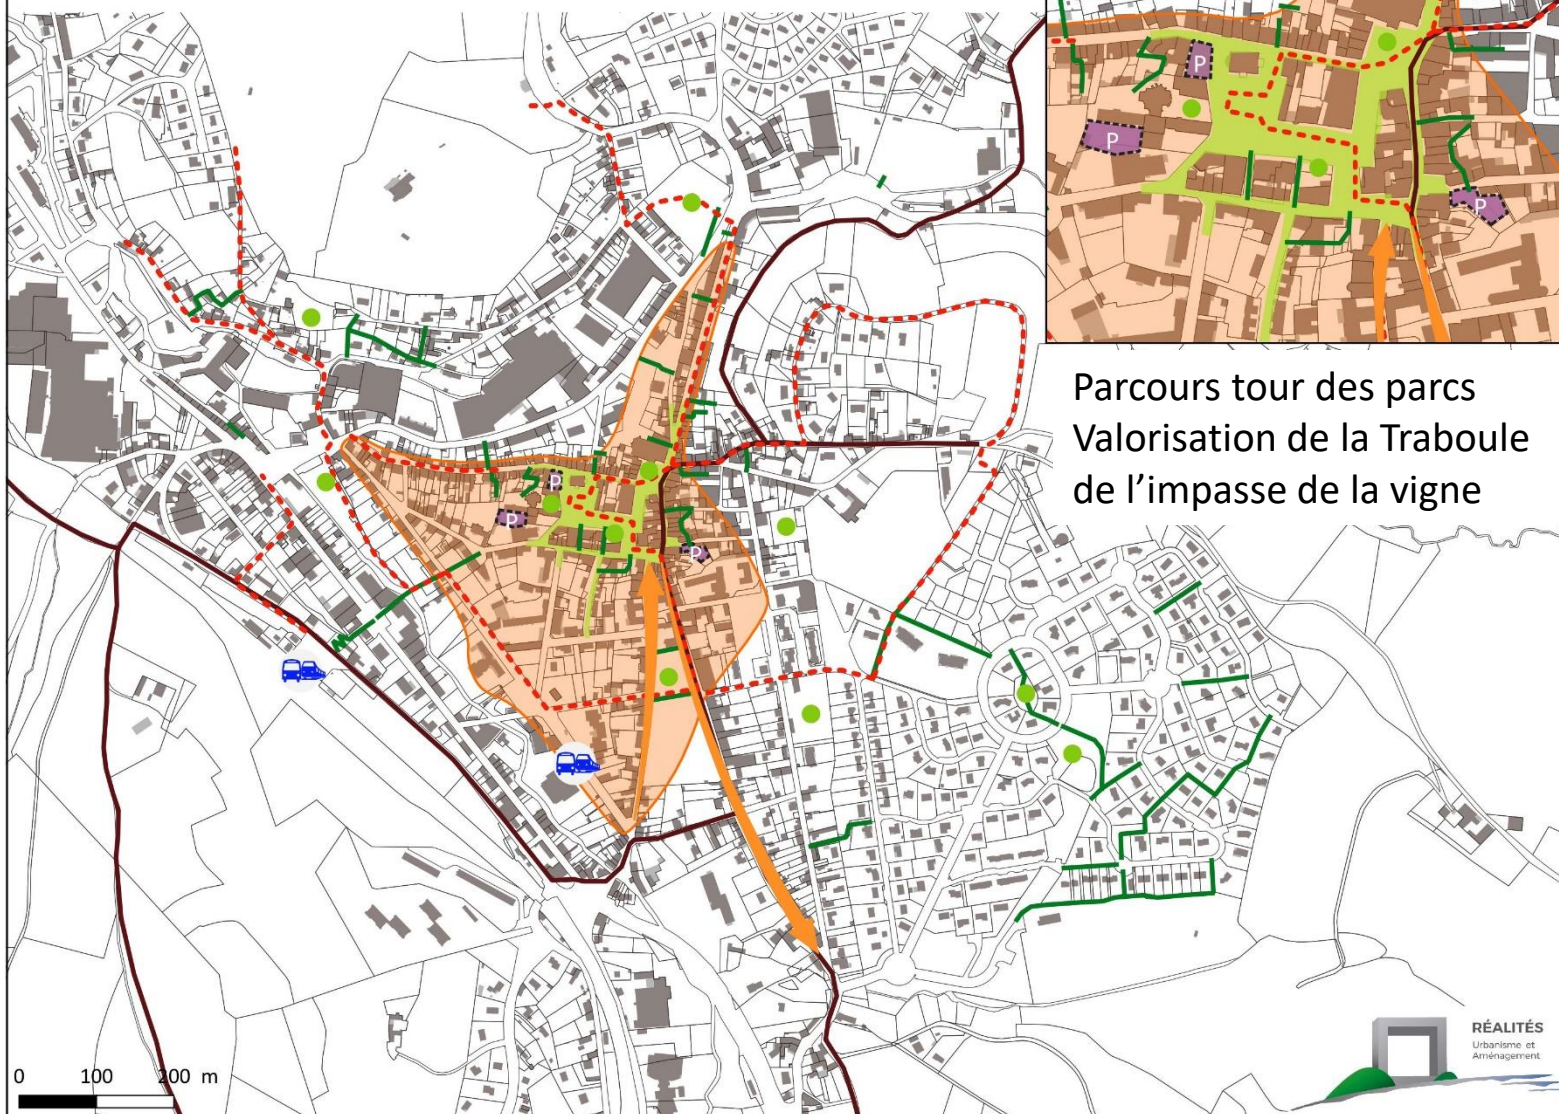 P
P
P
Parcours tour des parcs
Valorisation de la Traboule
de l’impasse de la vigne
P
P
P
RÉALITÉS
Urbanisme et
Aménagement
0 100 200 m